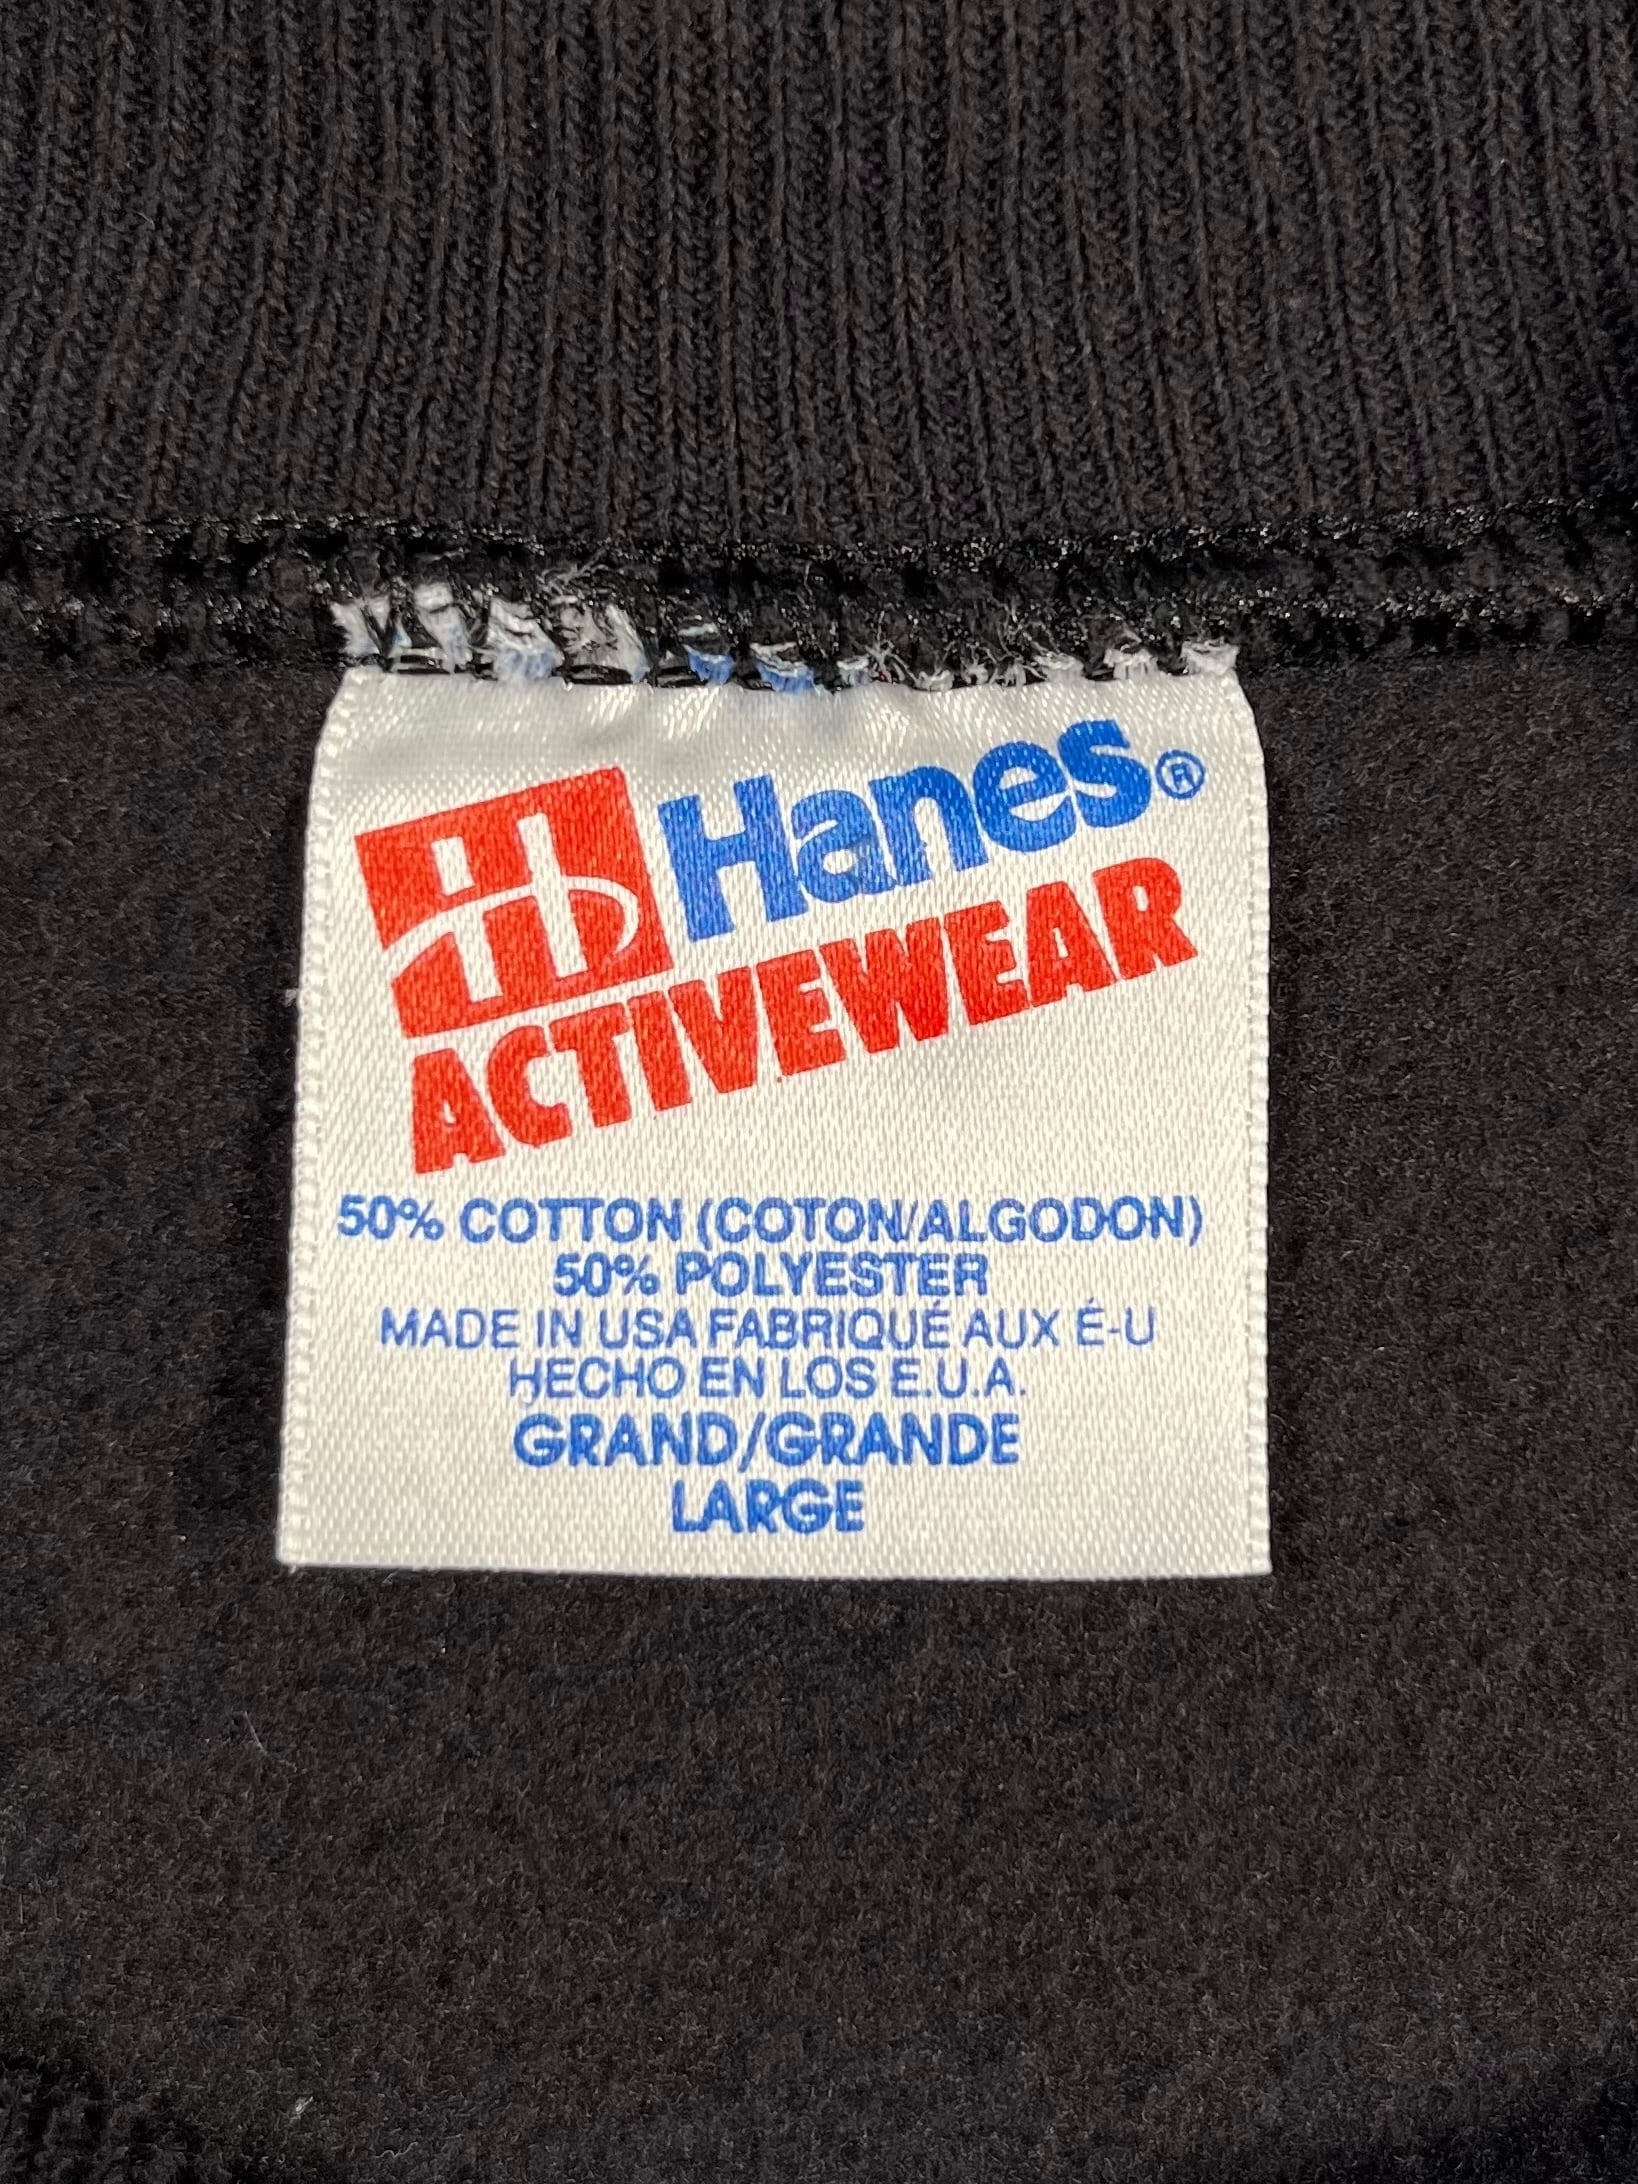 Hanes®
ACTIVEWEAR
50% COTTON (COTON/ALGODON)
50% POLYESTER
MADE IN USA FABRIQUÉ AUX É-U
HECHO EN LOS E.U.A.
GRAND/GRANDE
LARGE